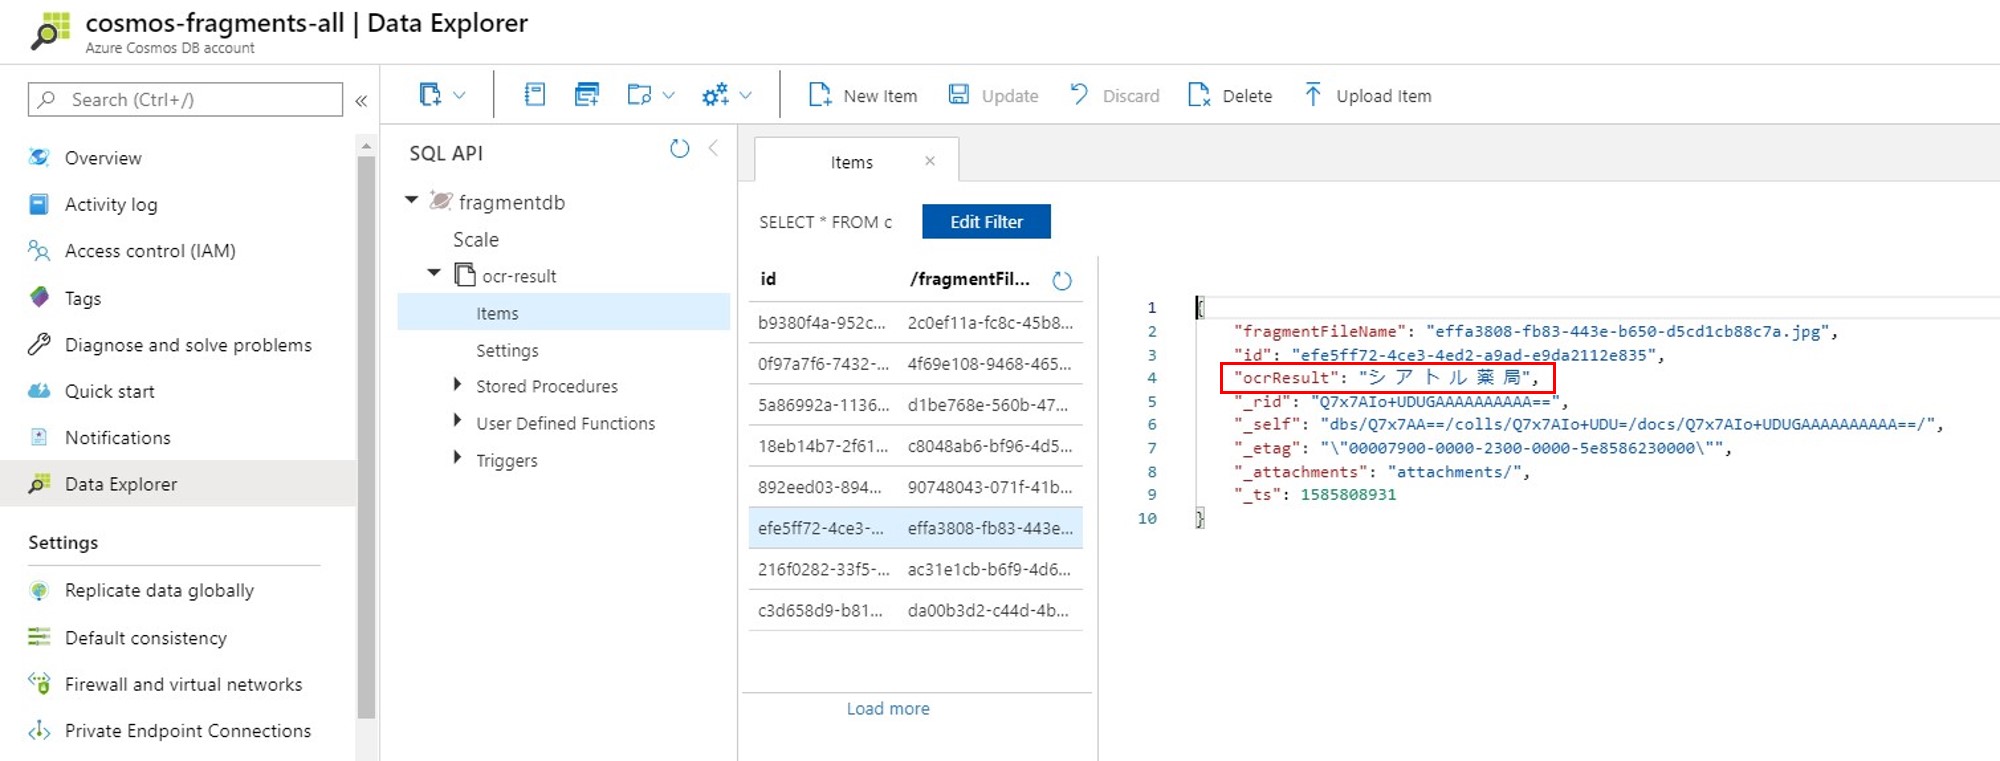 cosmos-fragments-all | Data Explorer
Azure Cosmos DB account
Search (Ctrl+/)
«
Overview
Activity log
Access control (IAM)
Tags
Diagnose and solve problems
Quick start
Notifications
Data Explorer
Settings
Replicate data globally
Default consistency
Firewall and virtual networks
Private Endpoint Connections
New Item
Update
Discard
Delete
Upload Item
SQL API
fragmentdb
Scale
ocr-result
Items
Settings
Stored Procedures
User Defined Functions
Triggers
Items
SELECT * FROM c
Edit Filter
id /fragmentFil...
b9380f4a-952c... 2c0ef11a-fc8c-45b8...
0f97a7f6-7432-... 4f69e108-9468-465...
5a86992a-1136... d1be768e-560b-47...
18eb14b7-2f61... c8048ab6-bf96-4d5...
892eed03-894... 90748043-071f-41b...
efe5ff72-4ce3-... effa3808-fb83-443e...
216f0282-33f5-... ac31e1cb-b6f9-4d6...
c3d658d9-b81... da00b3d2-c44d-4b...
Load more
1 {
2 "fragmentFileName": "effa3808-fb83-443e-b650-d5cd1cb88c7a.jpg",
3 "id": "efe5ff72-4ce3-4ed2-a9ad-e9da2112e835",
4 "ocrResult": "シ ア ト ル 薬 局",
5 "_rid": "Q7x7AIo+UDUGAAAAAAAAAA==",
6 "_self": "dbs/Q7x7AA==/colls/Q7x7AIo+UDU=/docs/Q7x7AIo+UDUGAAAAAAAAAA==/",
7 "_etag": "\"00007900-0000-2300-0000-5e8586230000\"",
8 "_attachments": "attachments/",
9 "_ts": 1585808931
10 }